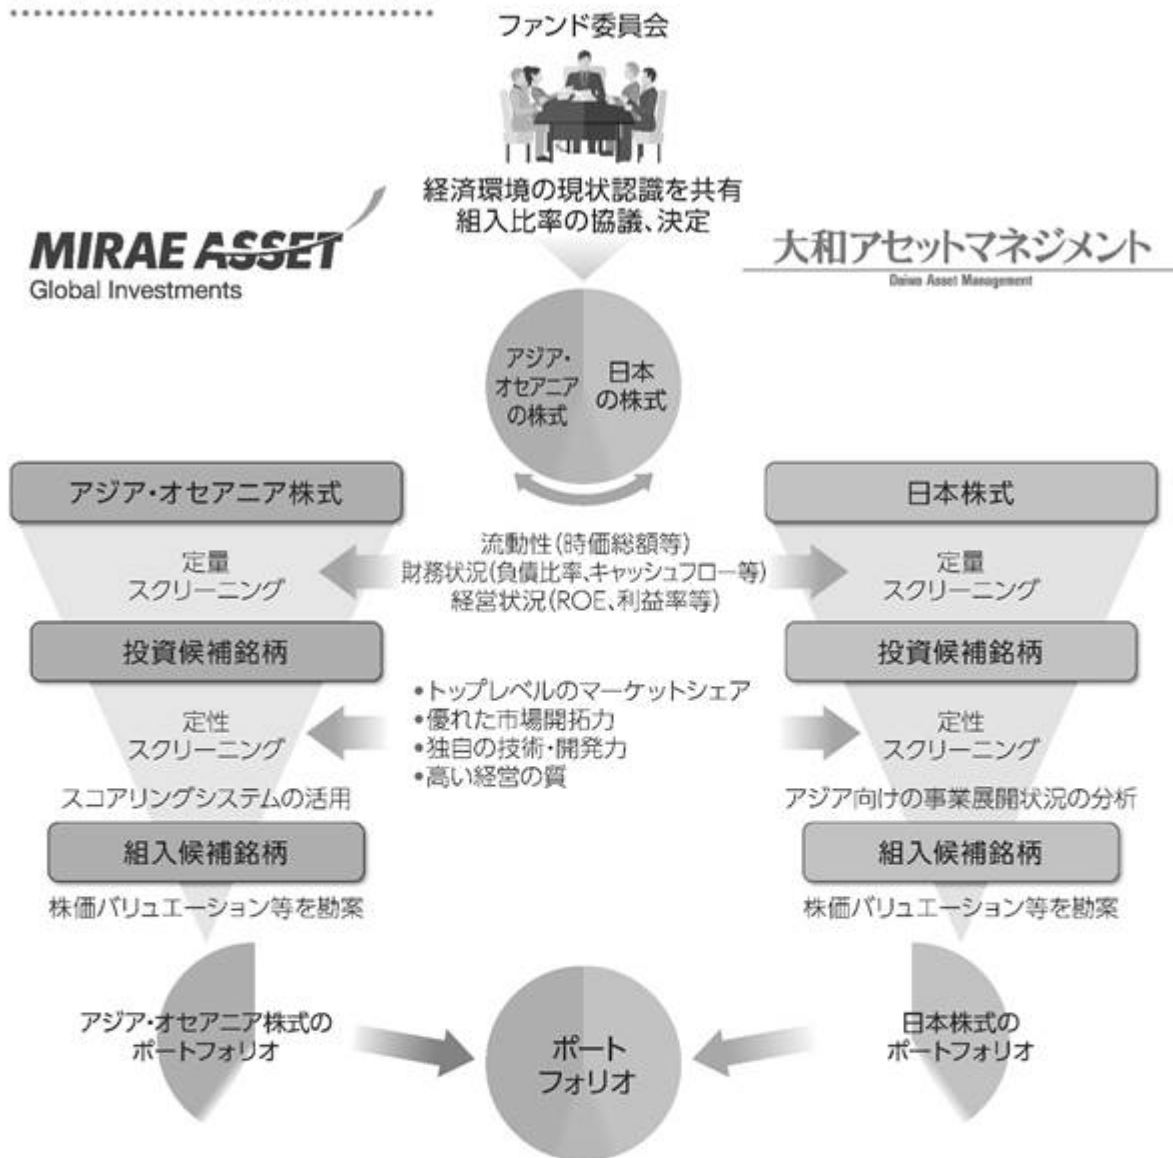 ファンド委員会
経済環境の現状認識を共有
組入比率の協議、決定
MIRAE ASSET
Global Investments
大和アセットマネジメント
Daiwa Asset Management
アジア・
オセアニア
の株式
日本
の株式
アジア・オセアニア株式
日本株式
定量
スクリーニング
流動性(時価総額等)
財務状況(負債比率、キャッシュフロー等)
経営状況(ROE、利益率等)
定量
スクリーニング
投資候補銘柄
投資候補銘柄
定性
スクリーニング
•トップレベルのマーケットシェア
•優れた市場開拓力
•独自の技術・開発力
•高い経営の質
定性
スクリーニング
スコアリングシステムの活用
アジア向けの事業展開状況の分析
組入候補銘柄
組入候補銘柄
株価バリュエーション等を勘案
株価バリュエーション等を勘案
アジア・オセアニア株式の
ポートフォリオ
ポート
フォリオ
日本株式の
ポートフォリオ